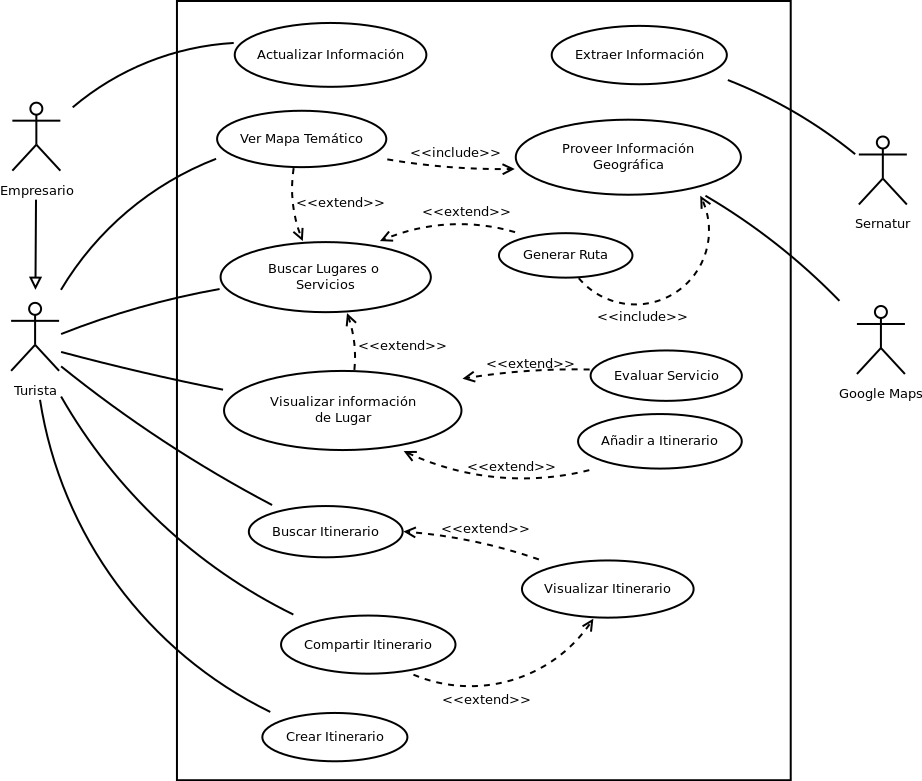 Actualizar Información
Extraer Información
Ver Mapa Temático
<<include>>
Proveer Información
Geográfica
Empresario
<<extend>>
<<extend>>
Sernatur
Buscar Lugares o
Servicios
Generar Ruta
<<include>>
<<extend>>
<<extend>>
Evaluar Servicio
Turista
Google Maps
Visualizar información
de Lugar
Añadir a Itinerario
<<extend>>
Buscar Itinerario
<<extend>>
Visualizar Itinerario
Compartir Itinerario
<<extend>>
Crear Itinerario